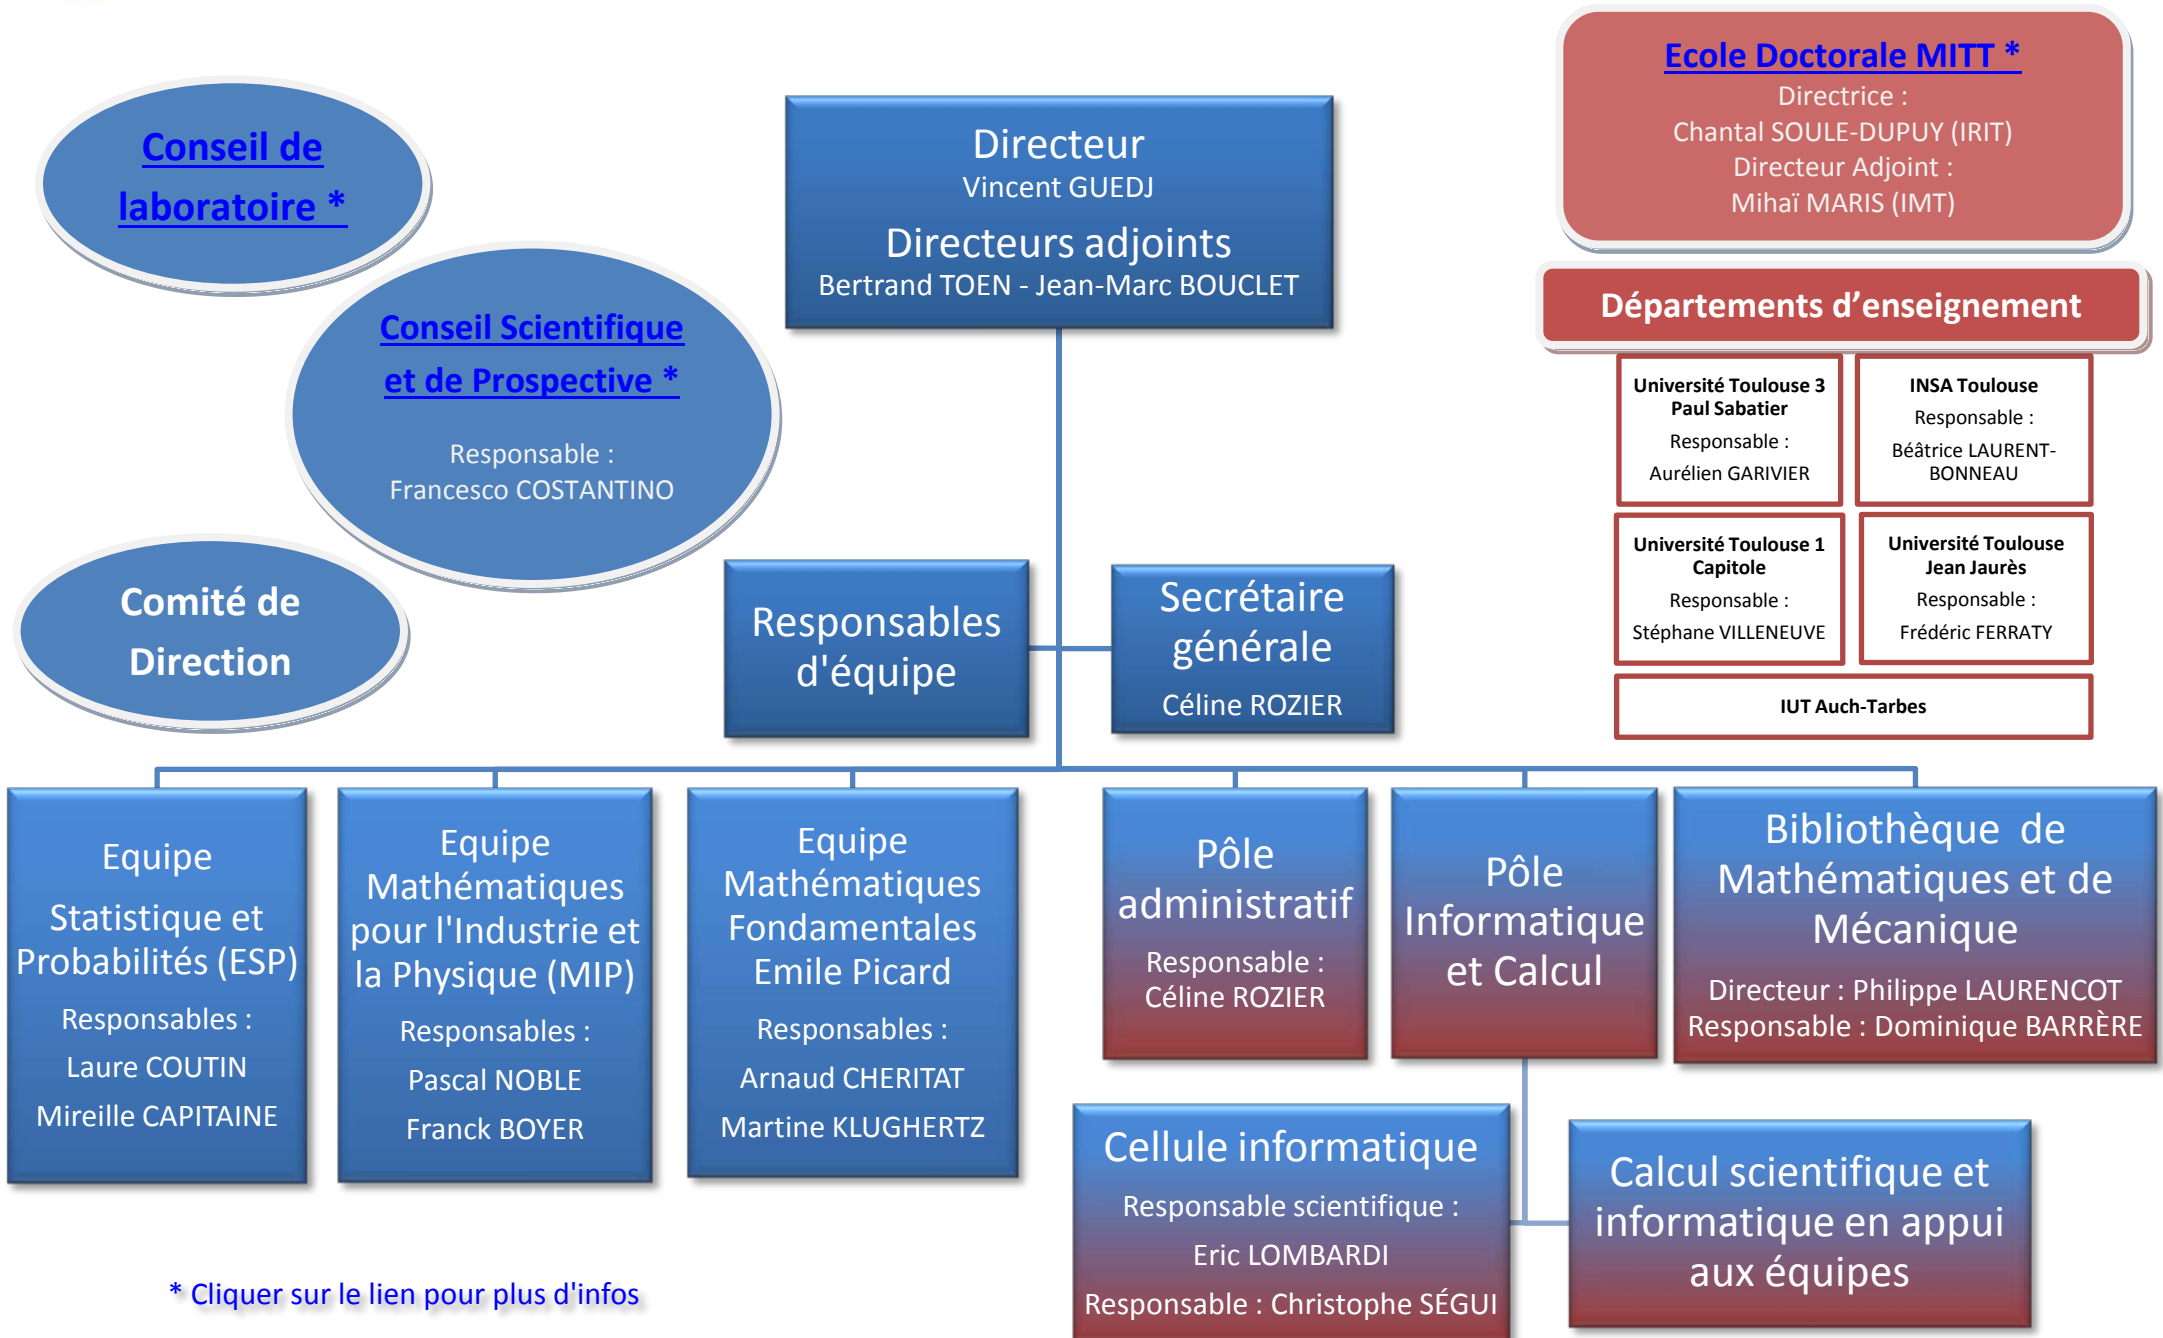 Conseil de
laboratoire *
Conseil Scientifique
et de Prospective *
Responsable :
Francesco COSTANTINO
Comité de
Direction
Directeur
Vincent GUEDJ
Directeurs adjoints
Bertrand TOEN - Jean-Marc BOUCLET
Ecole Doctorale MITT *
Directrice :
Chantal SOULE-DUPUY (IRIT)
Directeur Adjoint :
Mihaï MARIS (IMT)
Départements d’enseignement
Université Toulouse 3
Paul Sabatier
Responsable :
Aurélien GARIVIER
INSA Toulouse
Responsable :
Béâtrice LAURENT-
BONNEAU
Université Toulouse 1
Capitole
Responsable :
Stéphane VILLENEUVE
Université Toulouse
Jean Jaurès
Responsable :
Frédéric FERRATY
IUT Auch-Tarbes
Responsables
d'équipe
Secrétaire
générale
Céline ROZIER
Equipe
Statistique et
Probabilités (ESP)
Responsables :
Laure COUTIN
Mireille CAPITAINE
Equipe
Mathématiques
pour l'Industrie et
la Physique (MIP)
Responsables :
Pascal NOBLE
Franck BOYER
Equipe
Mathématiques
Fondamentales
Emile Picard
Responsables :
Arnaud CHERITAT
Martine KLUGHERTZ
Pôle
administratif
Responsable :
Céline ROZIER
Pôle
Informatique
et Calcul
Bibliothèque de
Mathématiques et de
Mécanique
Directeur : Philippe LAURENCOT
Responsable : Dominique BARRÈRE
Cellule informatique
Responsable scientifique :
Eric LOMBARDI
Responsable : Christophe SÉGUI
Calcul scientifique et
informatique en appui
aux équipes
* Cliquer sur le lien pour plus d'infos